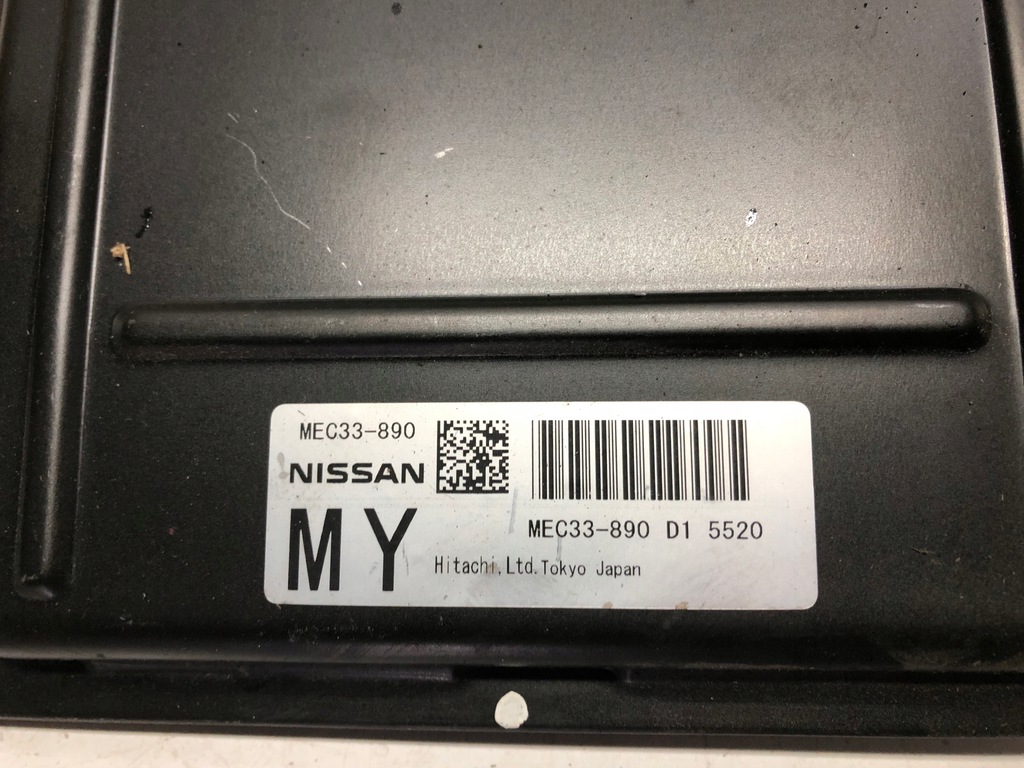 MEC33-890
NISSAN
MY
MEC33-890 D1 5520
Hitachi,Ltd.Tokyo Japan